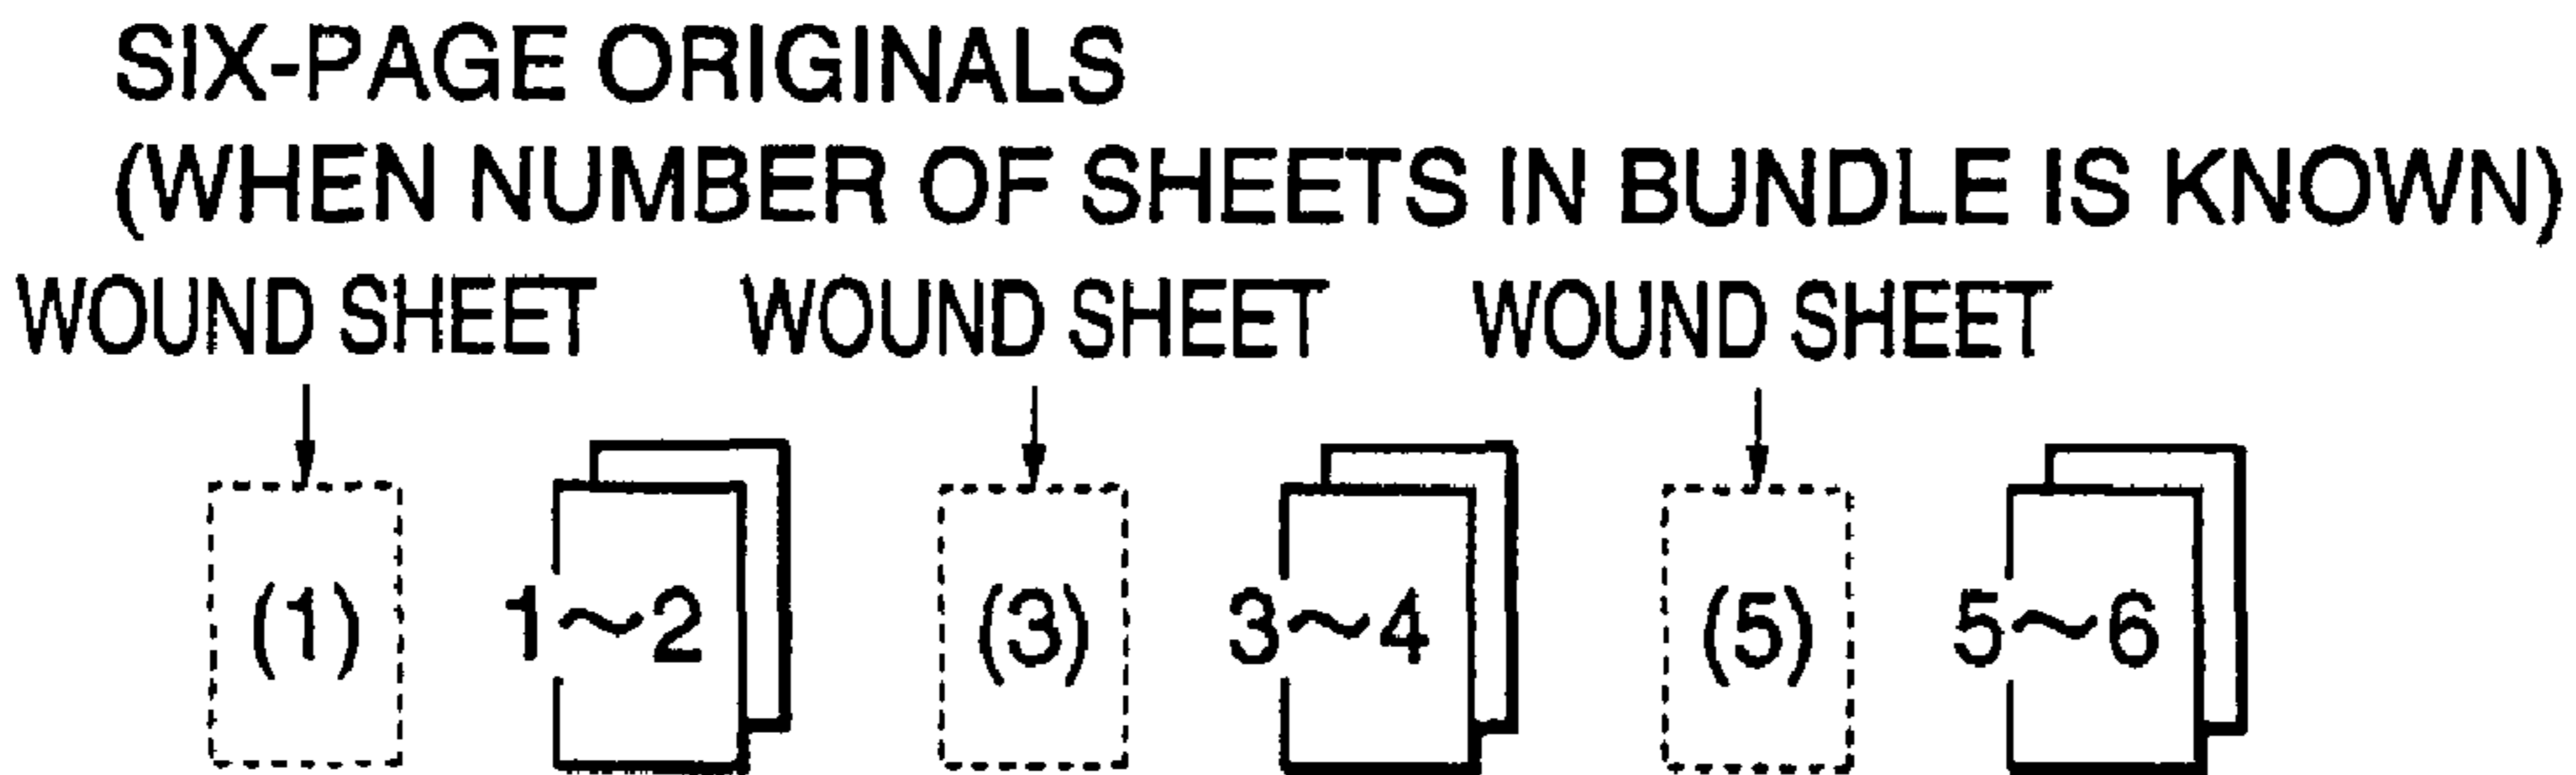 SIX-PAGE ORIGINALS
(WHEN NUMBER OF SHEETS IN BUNDLE IS KNOWN)
WOUND SHEET WOUND SHEET WOUND SHEET
(1) 1~2 (3) 3~4 (5) 5~6